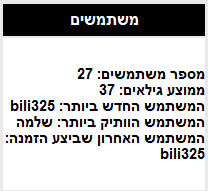 משתמשים
מספר משתמשים: 27
ממוצע גילאים: 37
המשתמש החדש ביותר: bili325
המשתמש הוותיק ביותר: שלמה
המשתמש האחרון שביצע הזמנה:
bili325